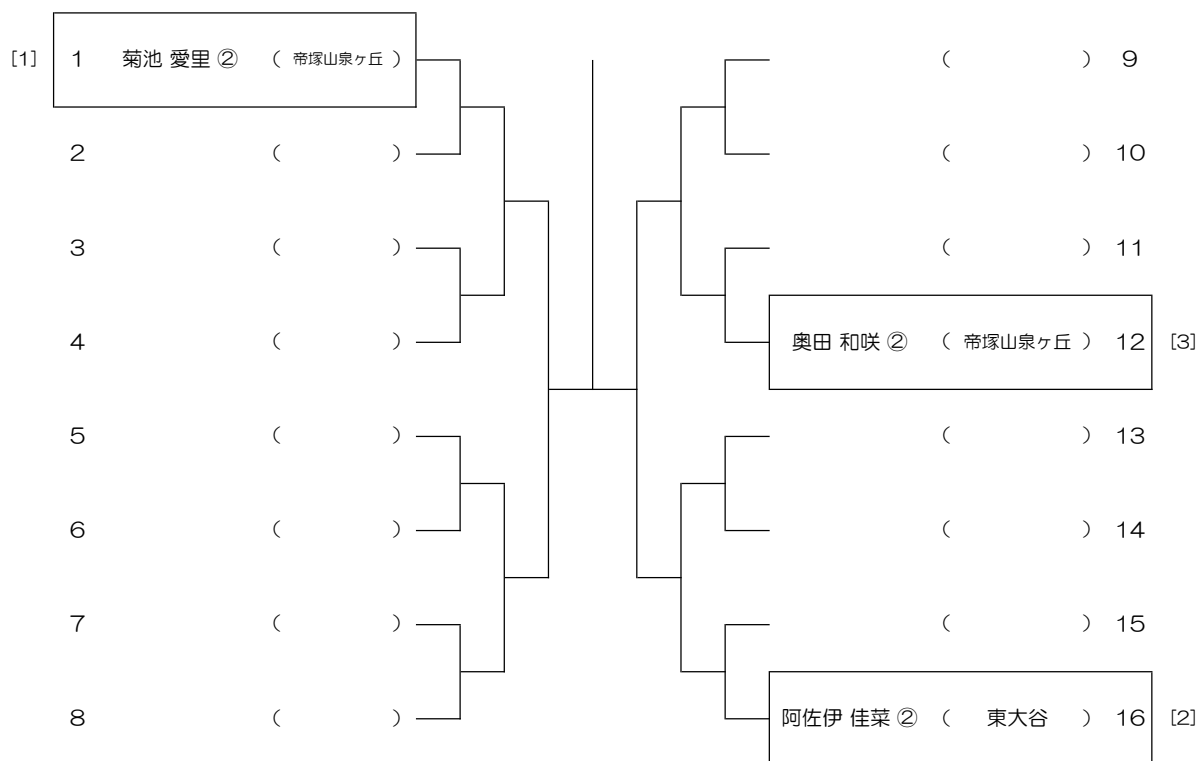 [1] 1 菊池 愛里 ② ( 帝塚山泉ヶ丘 )
2 ( )
3 ( )
4 ( )
5 ( )
6 ( )
7 ( )
8 ( )
( ) 9
( ) 10
( ) 11
奥田 和咲 ② ( 帝塚山泉ヶ丘 ) 12 [3]
( ) 13
( ) 14
( ) 15
阿佐伊 佳菜 ② ( 東大谷 ) 16 [2]